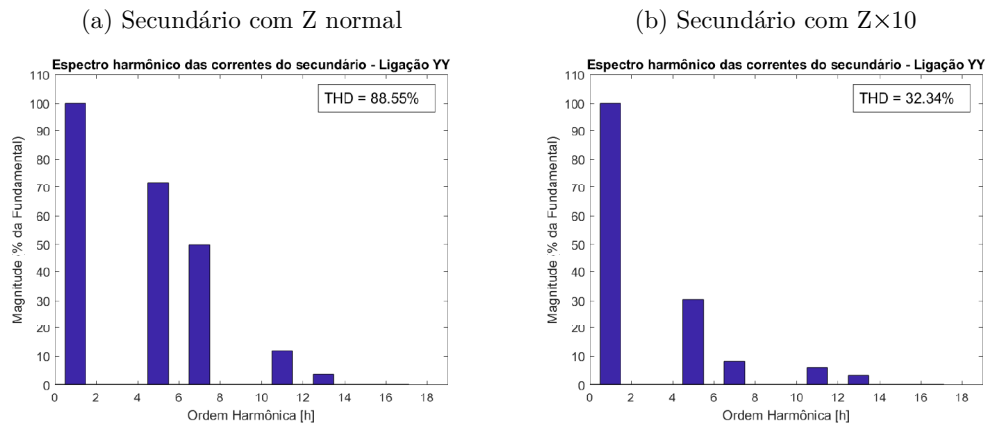 (a) Secundário com Z normal
Espectro harmônico das correntes do secundário - Ligação YY
THD = 88.55%
Magnitude (% da Fundamental)
110
100
90
80
70
60
50
40
30
20
10
0
0 2 4 6 8 10 12 14 16 18
Ordem Harmônica [h]
(b) Secundário com Z×10
Espectro harmônico das correntes do secundário - Ligação YY
THD = 32.34%
Magnitude (% da Fundamental)
110
100
90
80
70
60
50
40
30
20
10
0
0 2 4 6 8 10 12 14 16 18
Ordem Harmônica [h]